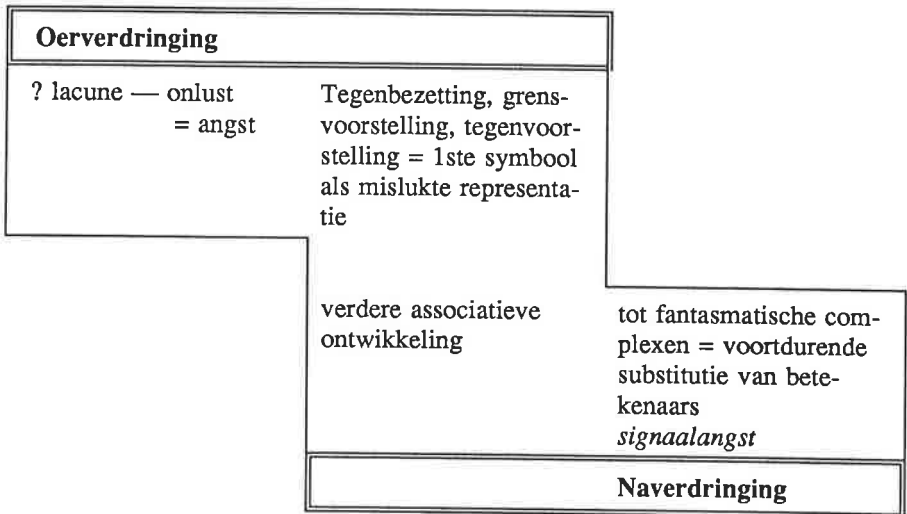 Oerverdringing
? lacune — onlust
= angst
Tegenbezetting, grens-
voorstelling, tegenvoor-
stelling = 1ste symbool
als mislukte representa-
tie
verdere associatieve
ontwikkeling
tot fantasmatische com-
plexen = voortdurende
substitutie van bete-
kenaars
signaalangst
Naverdringing